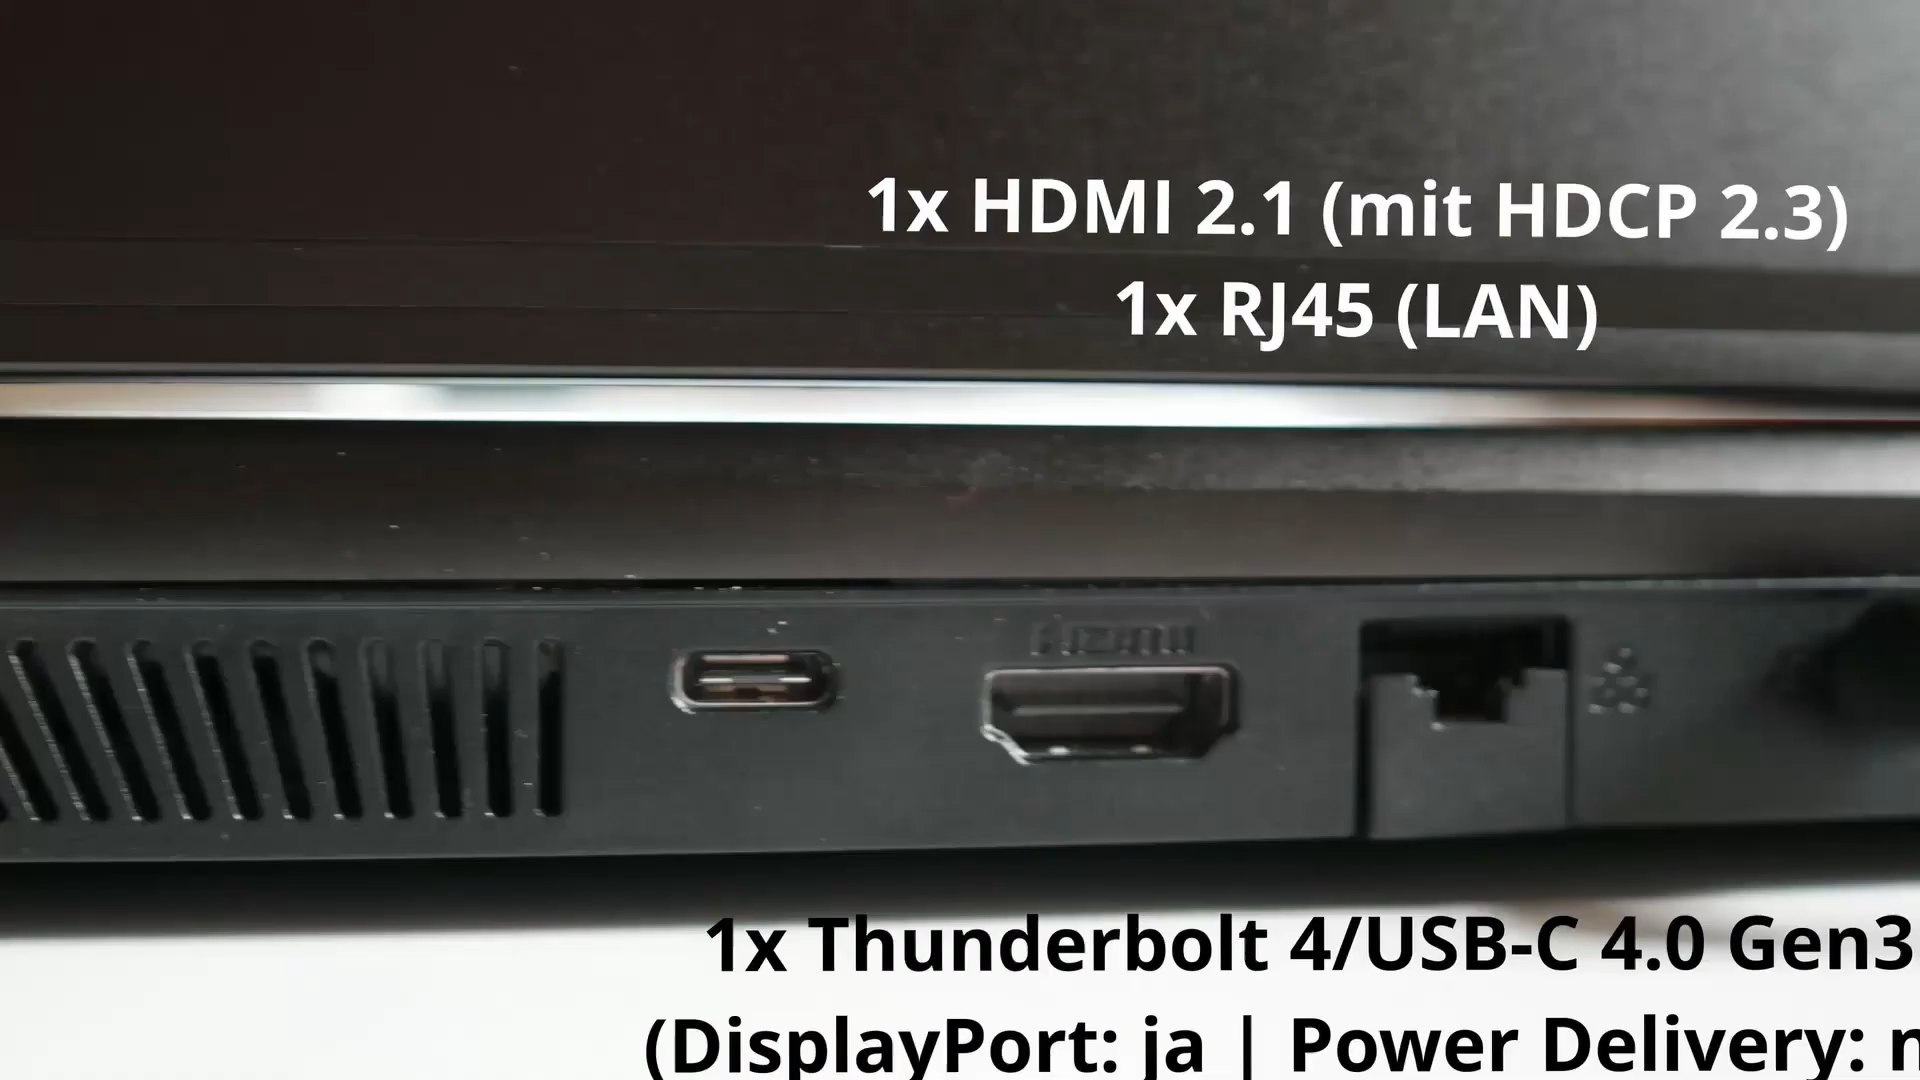 1x HDMI 2.1 (mit HDCP 2.3)
1x RJ45 (LAN)
HDMI
1x Thunderbolt 4/USB-C 4.0 Gen3
(DisplayPort: ja | Power Delivery: n